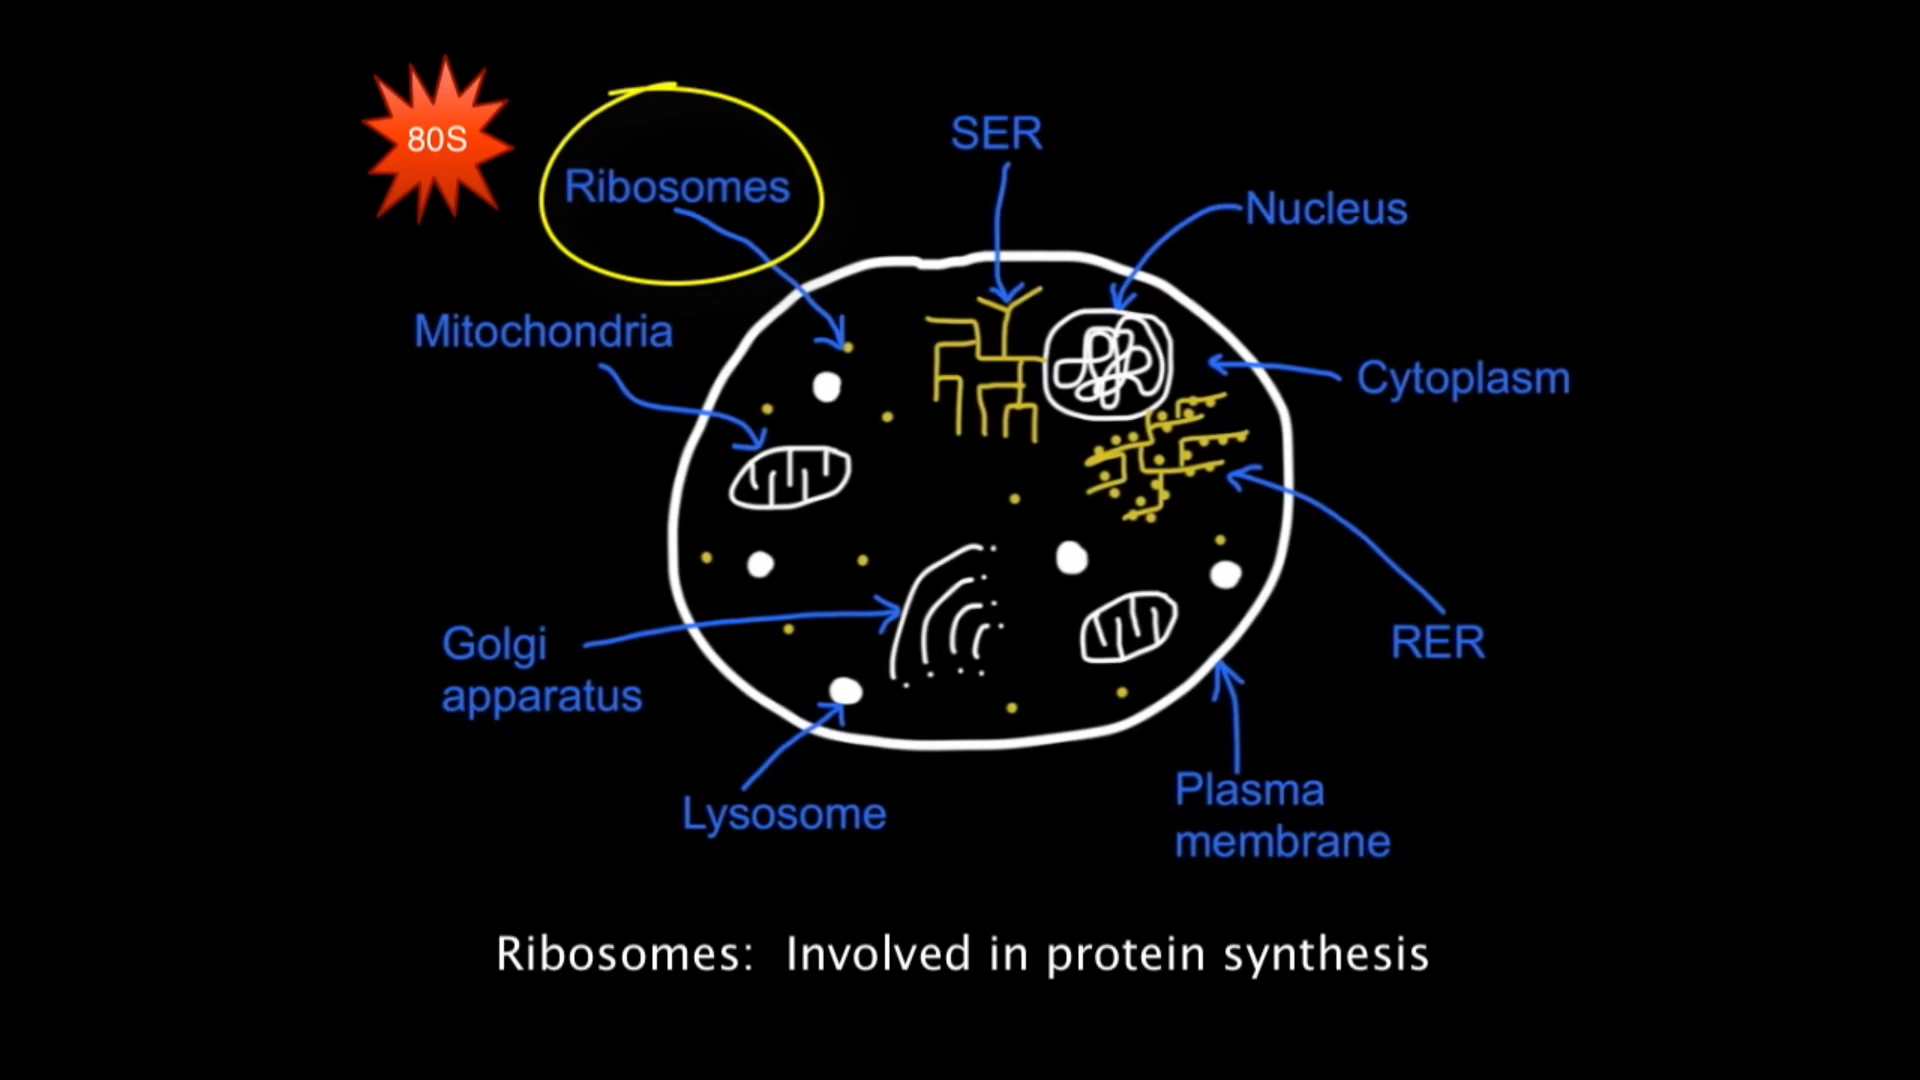 80S
Ribosomes
SER
Nucleus
Mitochondria
Cytoplasm
Golgi
apparatus
RER
Lysosome
Plasma
membrane
Ribosomes: Involved in protein synthesis